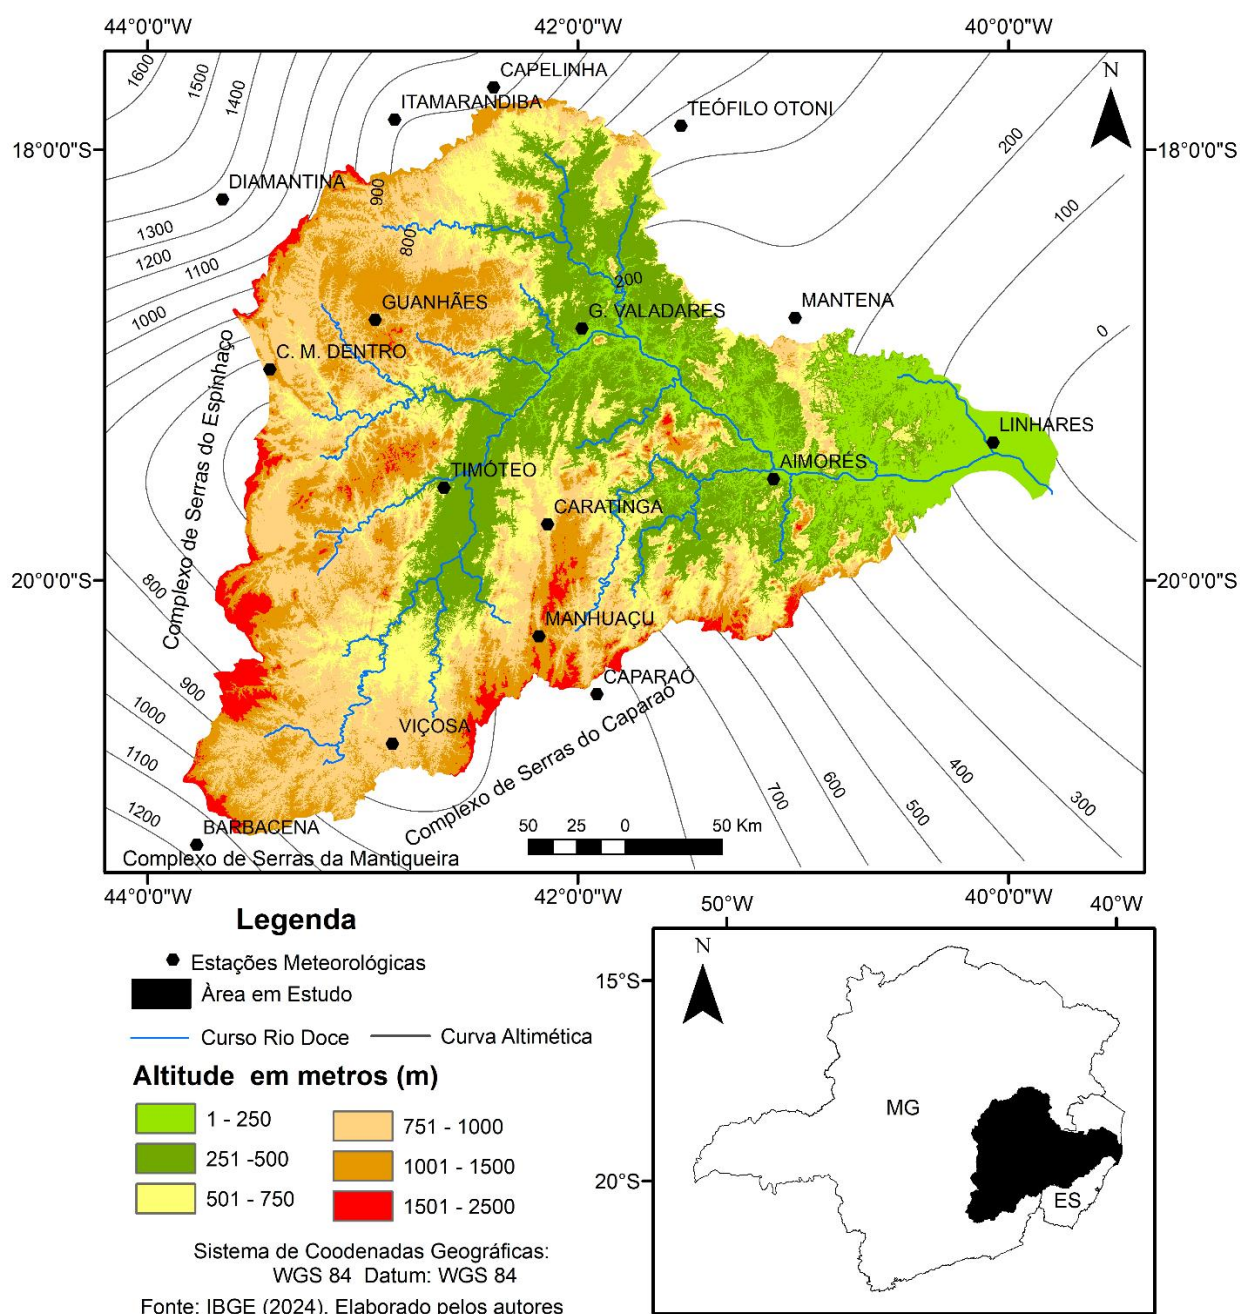 44°0'0"W 42°0'0"W 40°0'0"W
N
1600
1500
1400
CAPELINHA
ITAMARANDIBA
TEÓFILO OTONI
200
18°0'0"S
18°0'0"S
DIAMANTINA
900
100
1300
800
1200
1100
200
1000
GUANHÃES
G. VALADARES
MANTENA
0
C. M. DENTRO
Complexo de Serras do Espinhaço
LINHARES
TIMÓTEO
AIMORÉS
CARATINGA
800
20°0'0"S
20°0'0"S
MANHUAÇU
CAPARAÓ
900
VIÇOSA
1000
1100
Complexo de Serras do Caparaó
700
600
500
400
300
1200
BARBACENA
50 25 0 50 Km
Complexo de Serras da Mantiqueira
44°0'0"W 42°0'0"W 40°0'0"W
Legenda
Estações Meteorológicas
Àrea em Estudo
Curso Rio Doce
Curva Altimética
Altitude em metros (m)
1 - 250
251 -500
501 - 750
751 - 1000
1001 - 1500
1501 - 2500
Sistema de Coodenadas Geográficas:
WGS 84 Datum: WGS 84
Fonte: IBGE (2024). Elaborado pelos autores
50°W 40°W
N
15°S
MG
20°S
ES